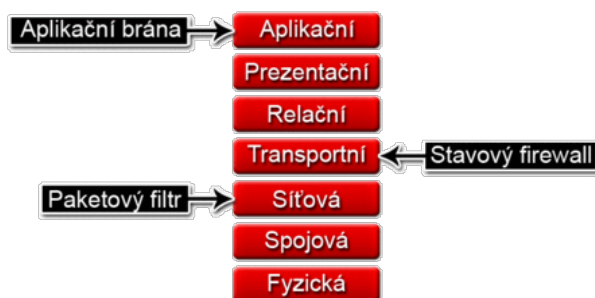 Aplikační brána
Aplikační
Prezentační
Relační
Transportní
Stavový firewall
Paketový filtr
Síťová
Spojová
Fyzická